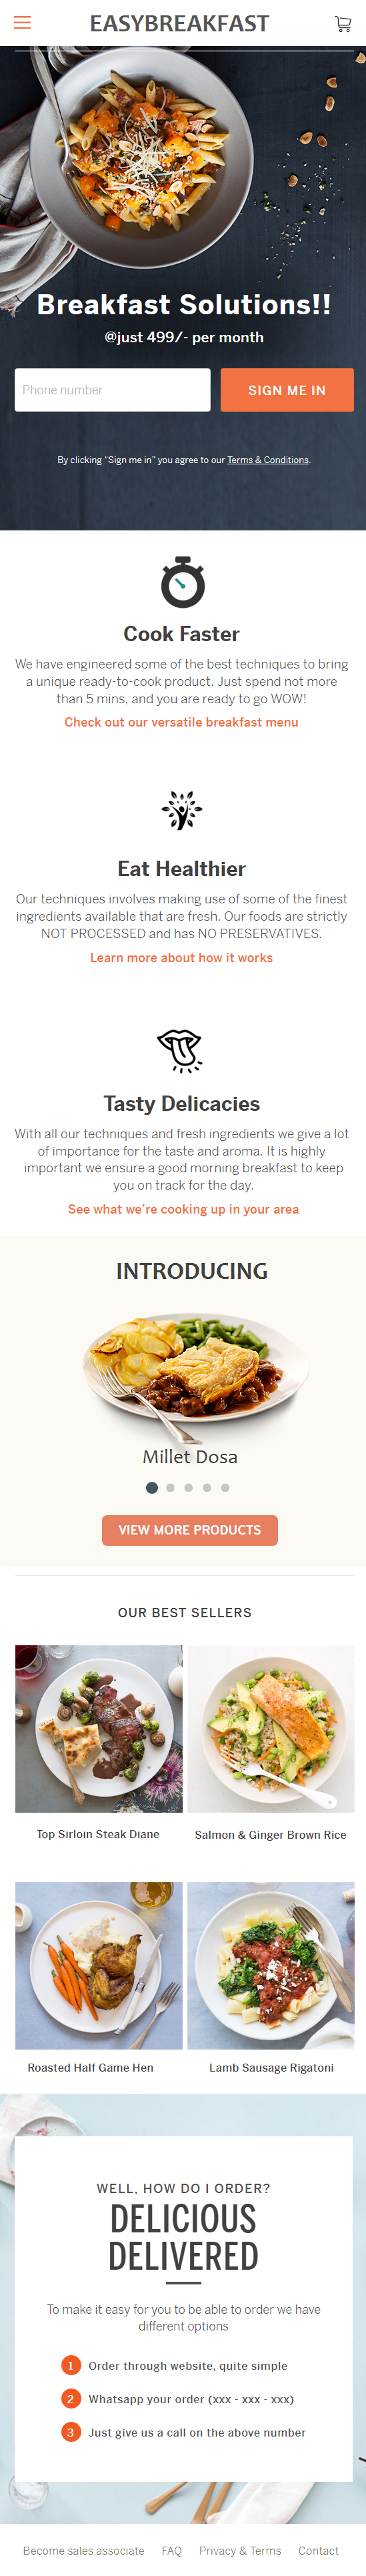 EASYBREAKFAST
Breakfast Solutions!!
@just 499/- per month
Phone number
SIGN ME IN
By clicking “Sign me in” you agree to our Terms & Conditions.
Cook Faster
We have engineered some of the best techniques to bring
a unique ready-to-cook product. Just spend not more
than 5 mins, and you are ready to go WOW!
Check out our versatile breakfast menu
Eat Healthier
Our techniques involves making use of some of the finest
ingredients available that are fresh. Our foods are strictly
NOT PROCESSED and has NO PRESERVATIVES.
Learn more about how it works
Tasty Delicacies
With all our techniques and fresh ingredients we give a lot
of importance for the taste and aroma. It is highly
important we ensure a good morning breakfast to keep
you on track for the day.
See what we're cooking up in your area
INTRODUCING
Millet Dosa
VIEW MORE PRODUCTS
OUR BEST SELLERS
Top Sirloin Steak Diane
Salmon & Ginger Brown Rice
Roasted Half Game Hen
Lamb Sausage Rigatoni
WELL, HOW DO I ORDER?
DELICIOUS
DELIVERED
To make it easy for you to be able to order we have
different options
1 Order through website, quite simple
2 Whatsapp your order (xxx - xxx - xxx)
3 Just give us a call on the above number
Become sales associate FAQ Privacy & Terms Contact